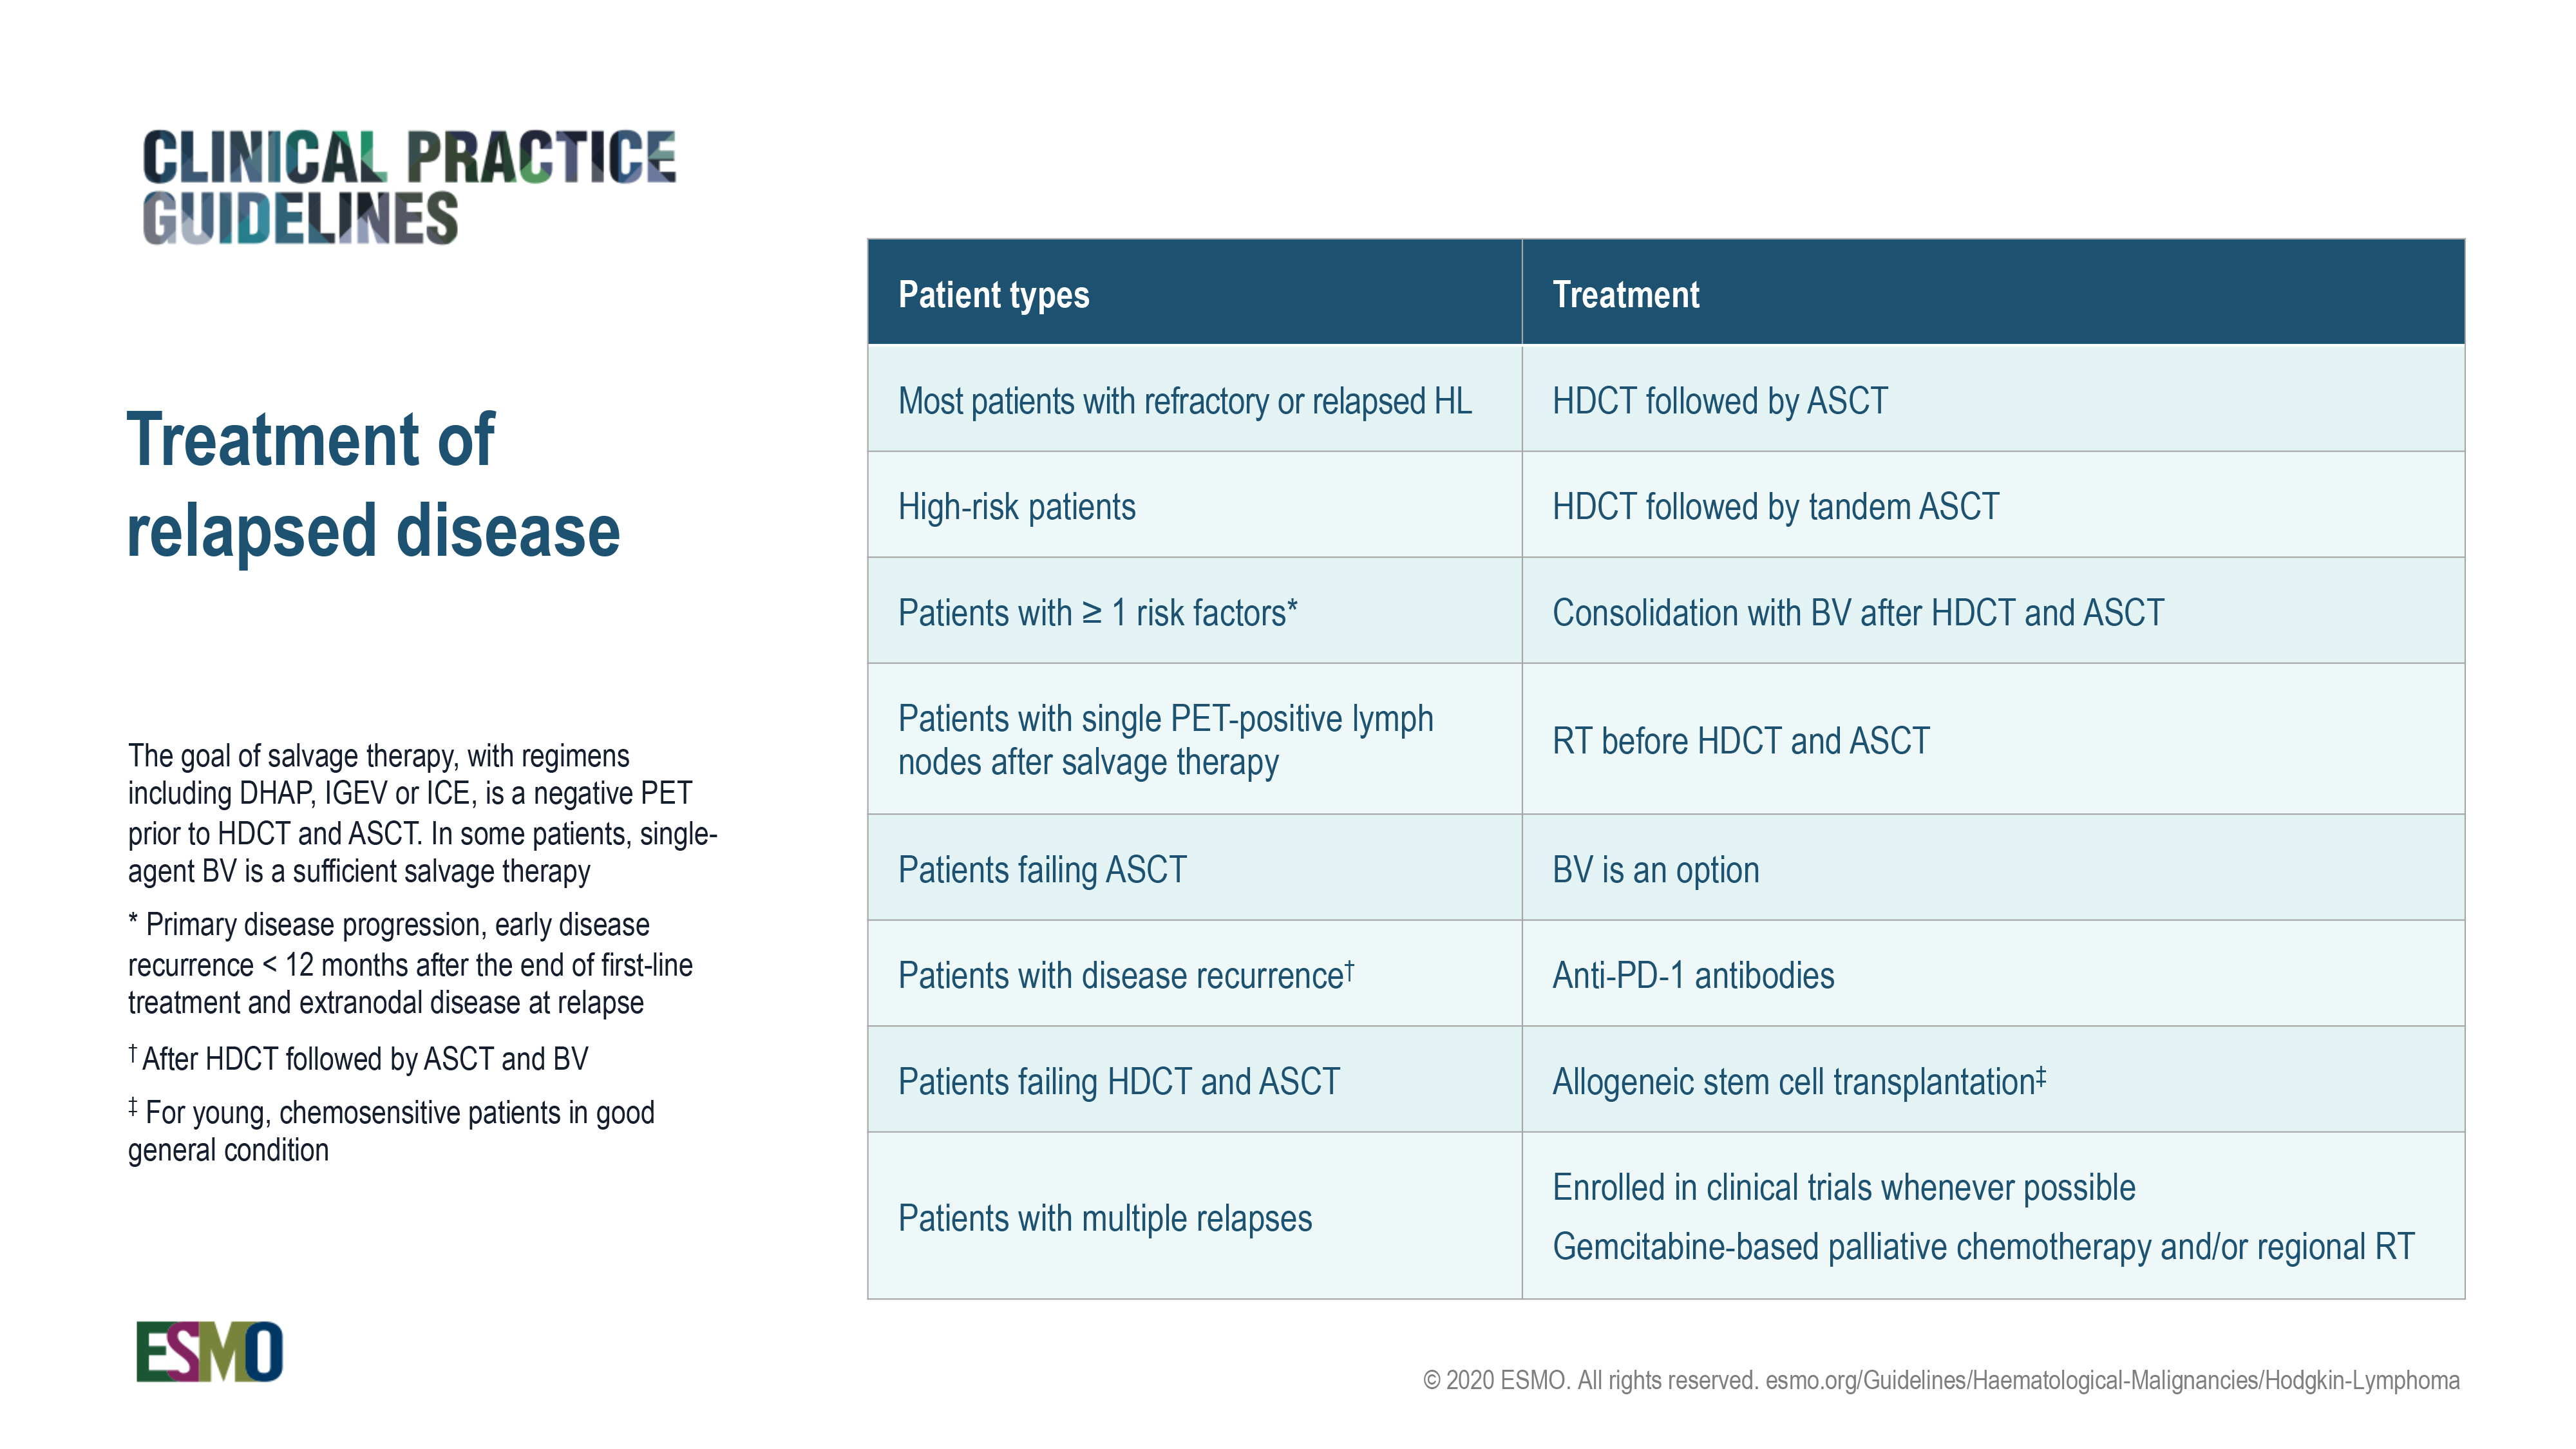 CLINICAL PRACTICE
GUIDELINES
Treatment of
relapsed disease
The goal of salvage therapy, with regimens
including DHAP, IGEV or ICE, is a negative PET
prior to HDCT and ASCT. In some patients, single-
agent BV is a sufficient salvage therapy
* Primary disease progression, early disease
recurrence < 12 months after the end of first-line
treatment and extranodal disease at relapse
† After HDCT followed by ASCT and BV
‡ For young, chemosensitive patients in good
general condition
Patient types Treatment
Most patients with refractory or relapsed HL HDCT followed by ASCT
High-risk patients HDCT followed by tandem ASCT
Patients with ≥ 1 risk factors* Consolidation with BV after HDCT and ASCT
Patients with single PET-positive lymph
nodes after salvage therapy
RT before HDCT and ASCT
Patients failing ASCT BV is an option
Patients with disease recurrence† Anti-PD-1 antibodies
Patients failing HDCT and ASCT Allogeneic stem cell transplantation‡
Patients with multiple relapses
Enrolled in clinical trials whenever possible
Gemcitabine-based palliative chemotherapy and/or regional RT
ESMO
© 2020 ESMO. All rights reserved. esmo.org/Guidelines/Haematological-Malignancies/Hodgkin-Lymphoma